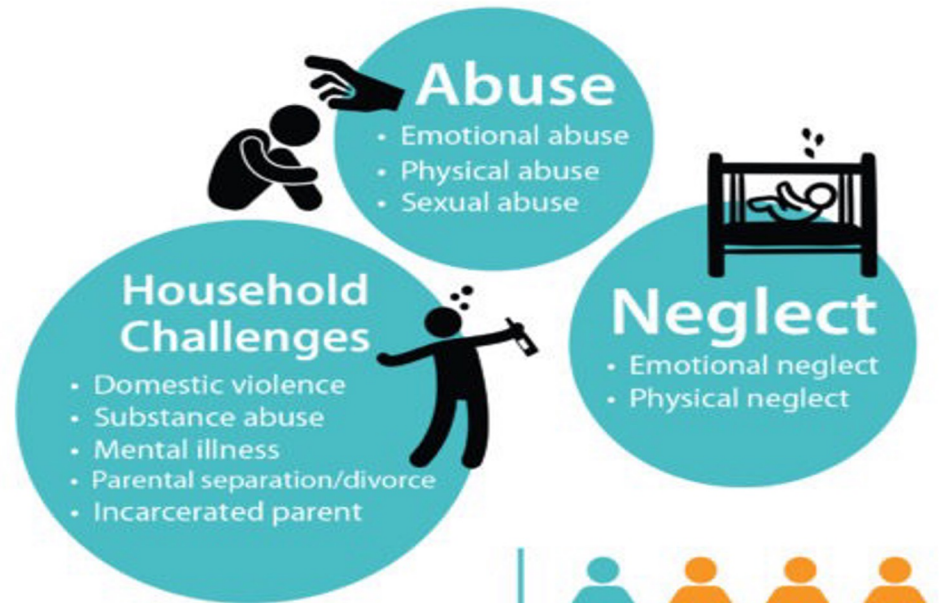 Abuse
• Emotional abuse
• Physical abuse
• Sexual abuse
Household
Challenges
• Domestic violence
• Substance abuse
• Mental illness
• Parental separation/divorce
• Incarcerated parent
Neglect
• Emotional neglect
• Physical neglect